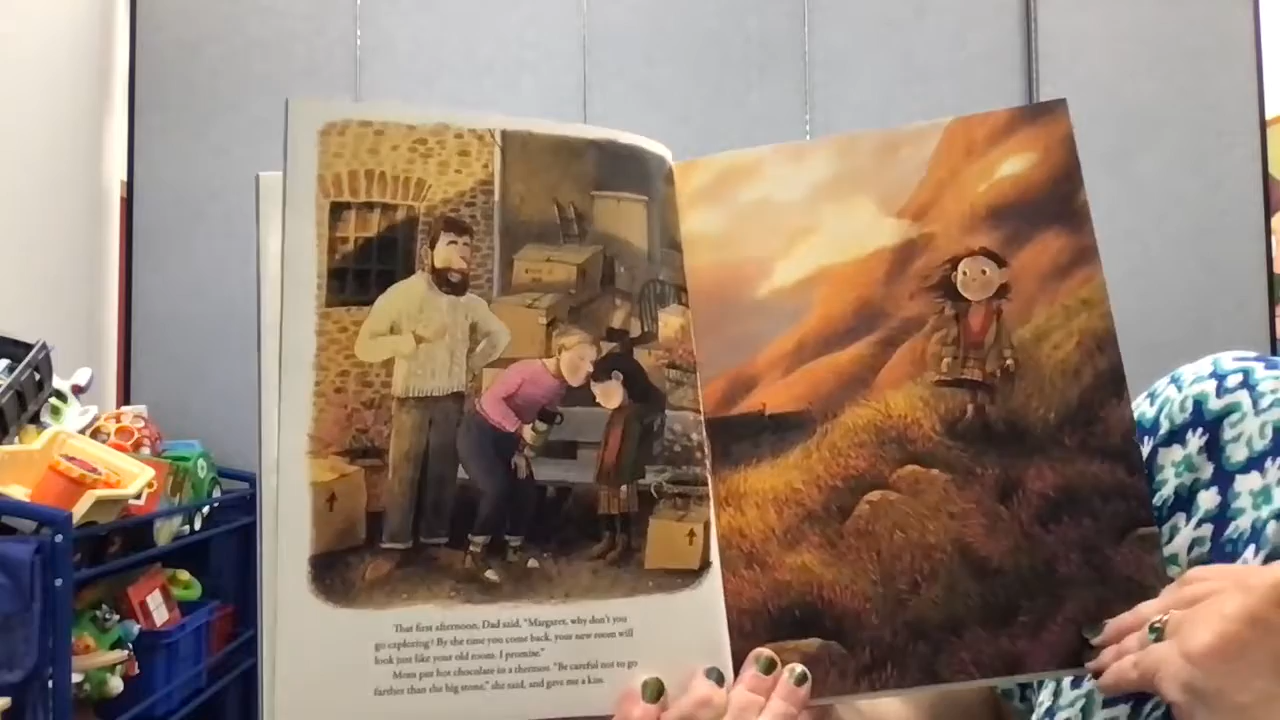 That first afternoon, Dad said, "Margaret, why don't you
go exploring? By the time you come back, your new room will
look just like your old room. I promise."
Mom put hot chocolate in a thermos. "Be careful not to go
farther than the big stone," she said, and gave me a kiss.